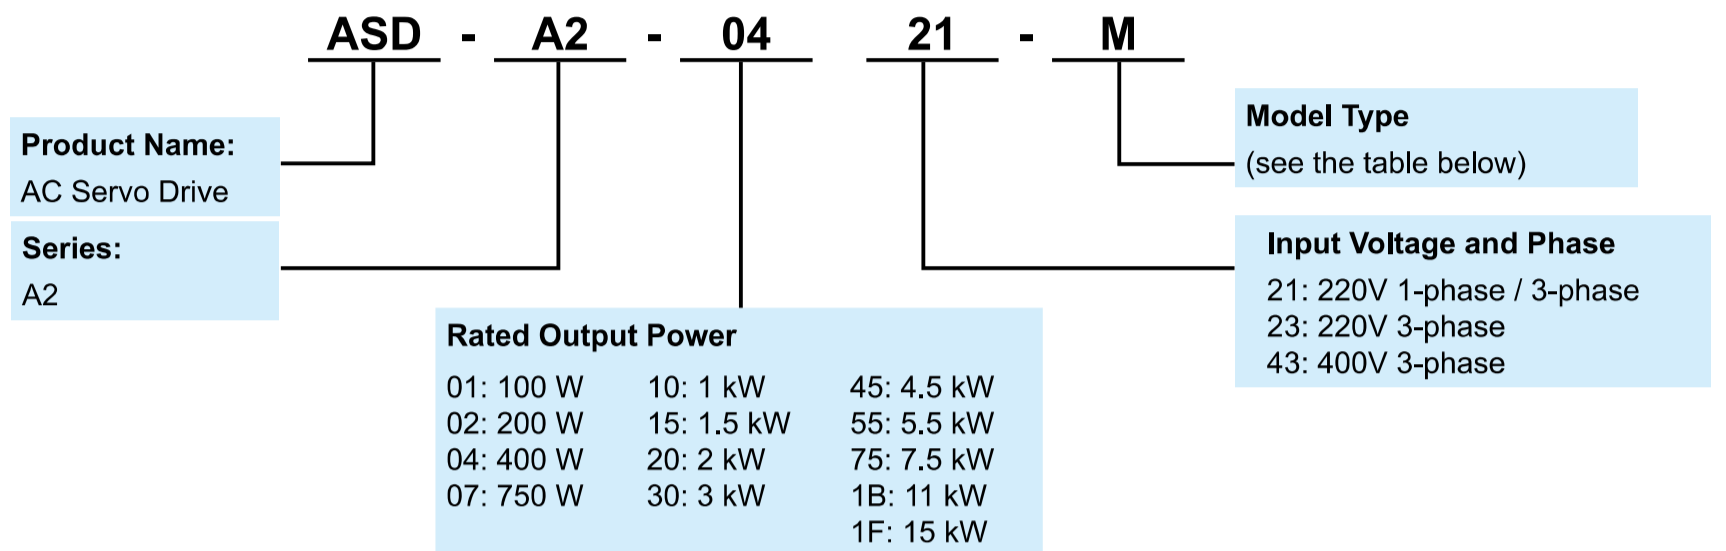 ASD - A2 - 04 21 - M
Product Name:
AC Servo Drive
Series:
A2
Rated Output Power
01: 100 W 10: 1 kW 45: 4.5 kW
02: 200 W 15: 1.5 kW 55: 5.5 kW
04: 400 W 20: 2 kW 75: 7.5 kW
07: 750 W 30: 3 kW 1B: 11 kW
1F: 15 kW
Model Type
(see the table below)
Input Voltage and Phase
21: 220V 1-phase / 3-phase
23: 220V 3-phase
43: 400V 3-phase